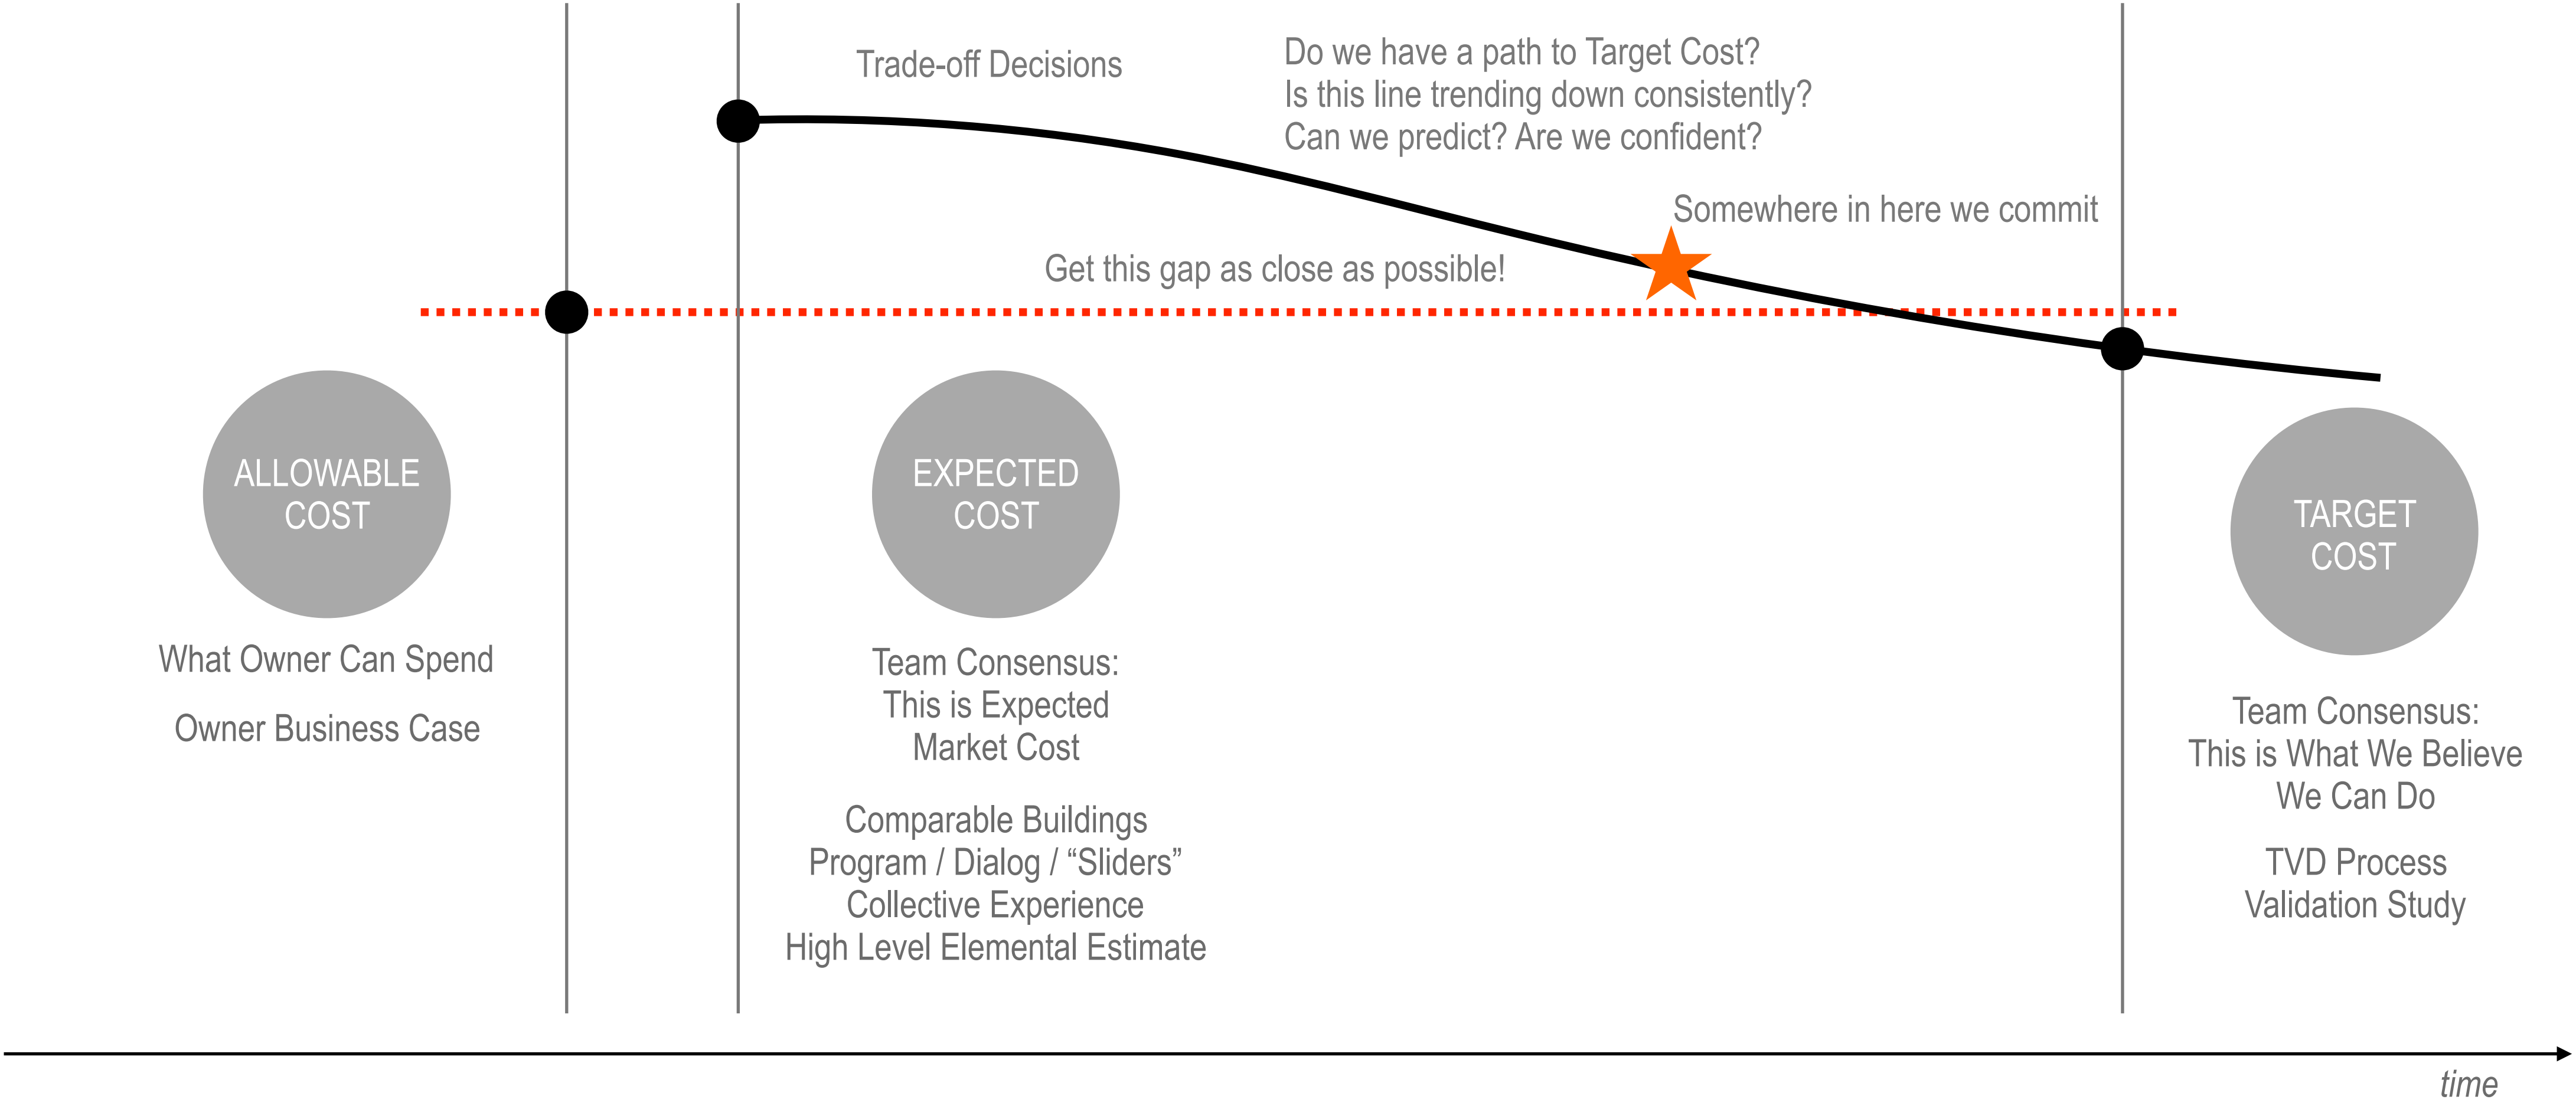 Trade-off Decisions
Do we have a path to Target Cost?
Is this line trending down consistently?
Can we predict? Are we confident?
Somewhere in here we commit
Get this gap as close as possible!
ALLOWABLE
COST
What Owner Can Spend
Owner Business Case
EXPECTED
COST
Team Consensus:
This is Expected
Market Cost
Comparable Buildings
Program / Dialog / “Sliders”
Collective Experience
High Level Elemental Estimate
TARGET
COST
Team Consensus:
This is What We Believe
We Can Do
TVD Process
Validation Study
time